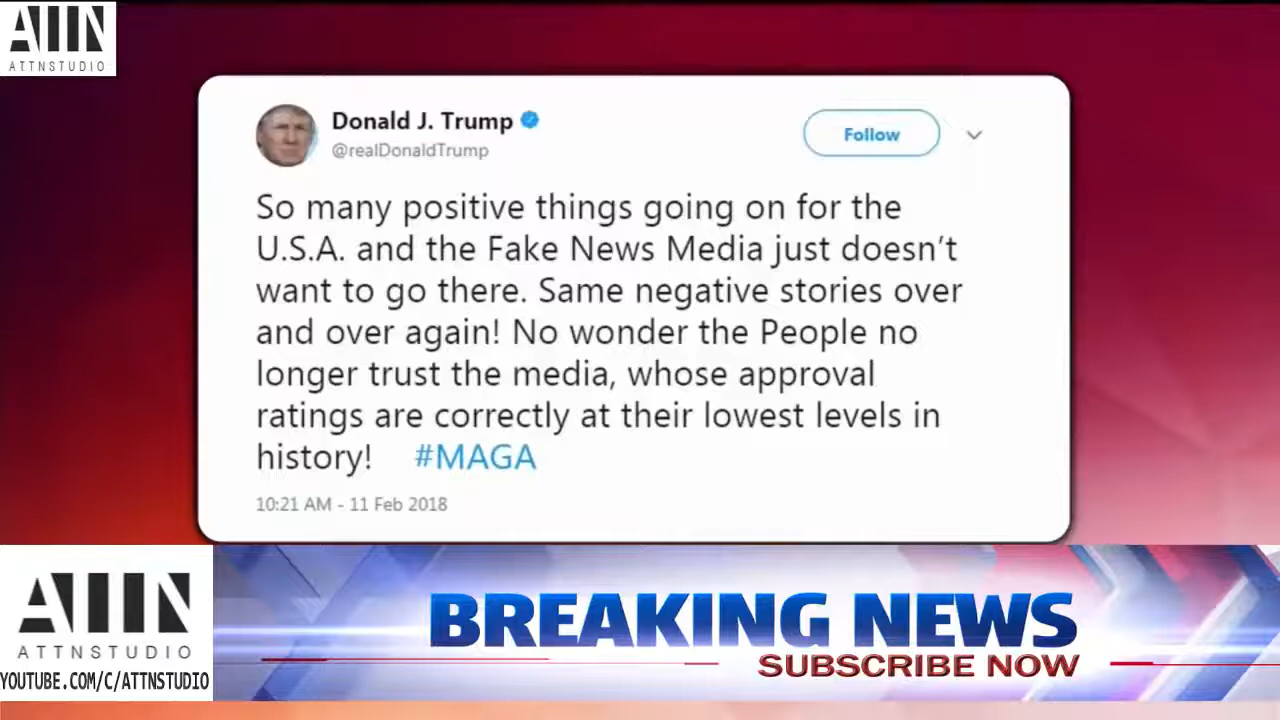 ATTN
ATTNSTUDIO
Donald J. Trump
@realDonaldTrump
Follow
So many positive things going on for the
U.S.A. and the Fake News Media just doesn't
want to go there. Same negative stories over
and over again! No wonder the People no
longer trust the media, whose approval
ratings are correctly at their lowest levels in
history! #MAGA
10:21 AM - 11 Feb 2018
ATTN
ATTNSTUDIO
YOUTUBE.COM/C/ATTNSTUDIO
BREAKING NEWS
SUBSCRIBE NOW